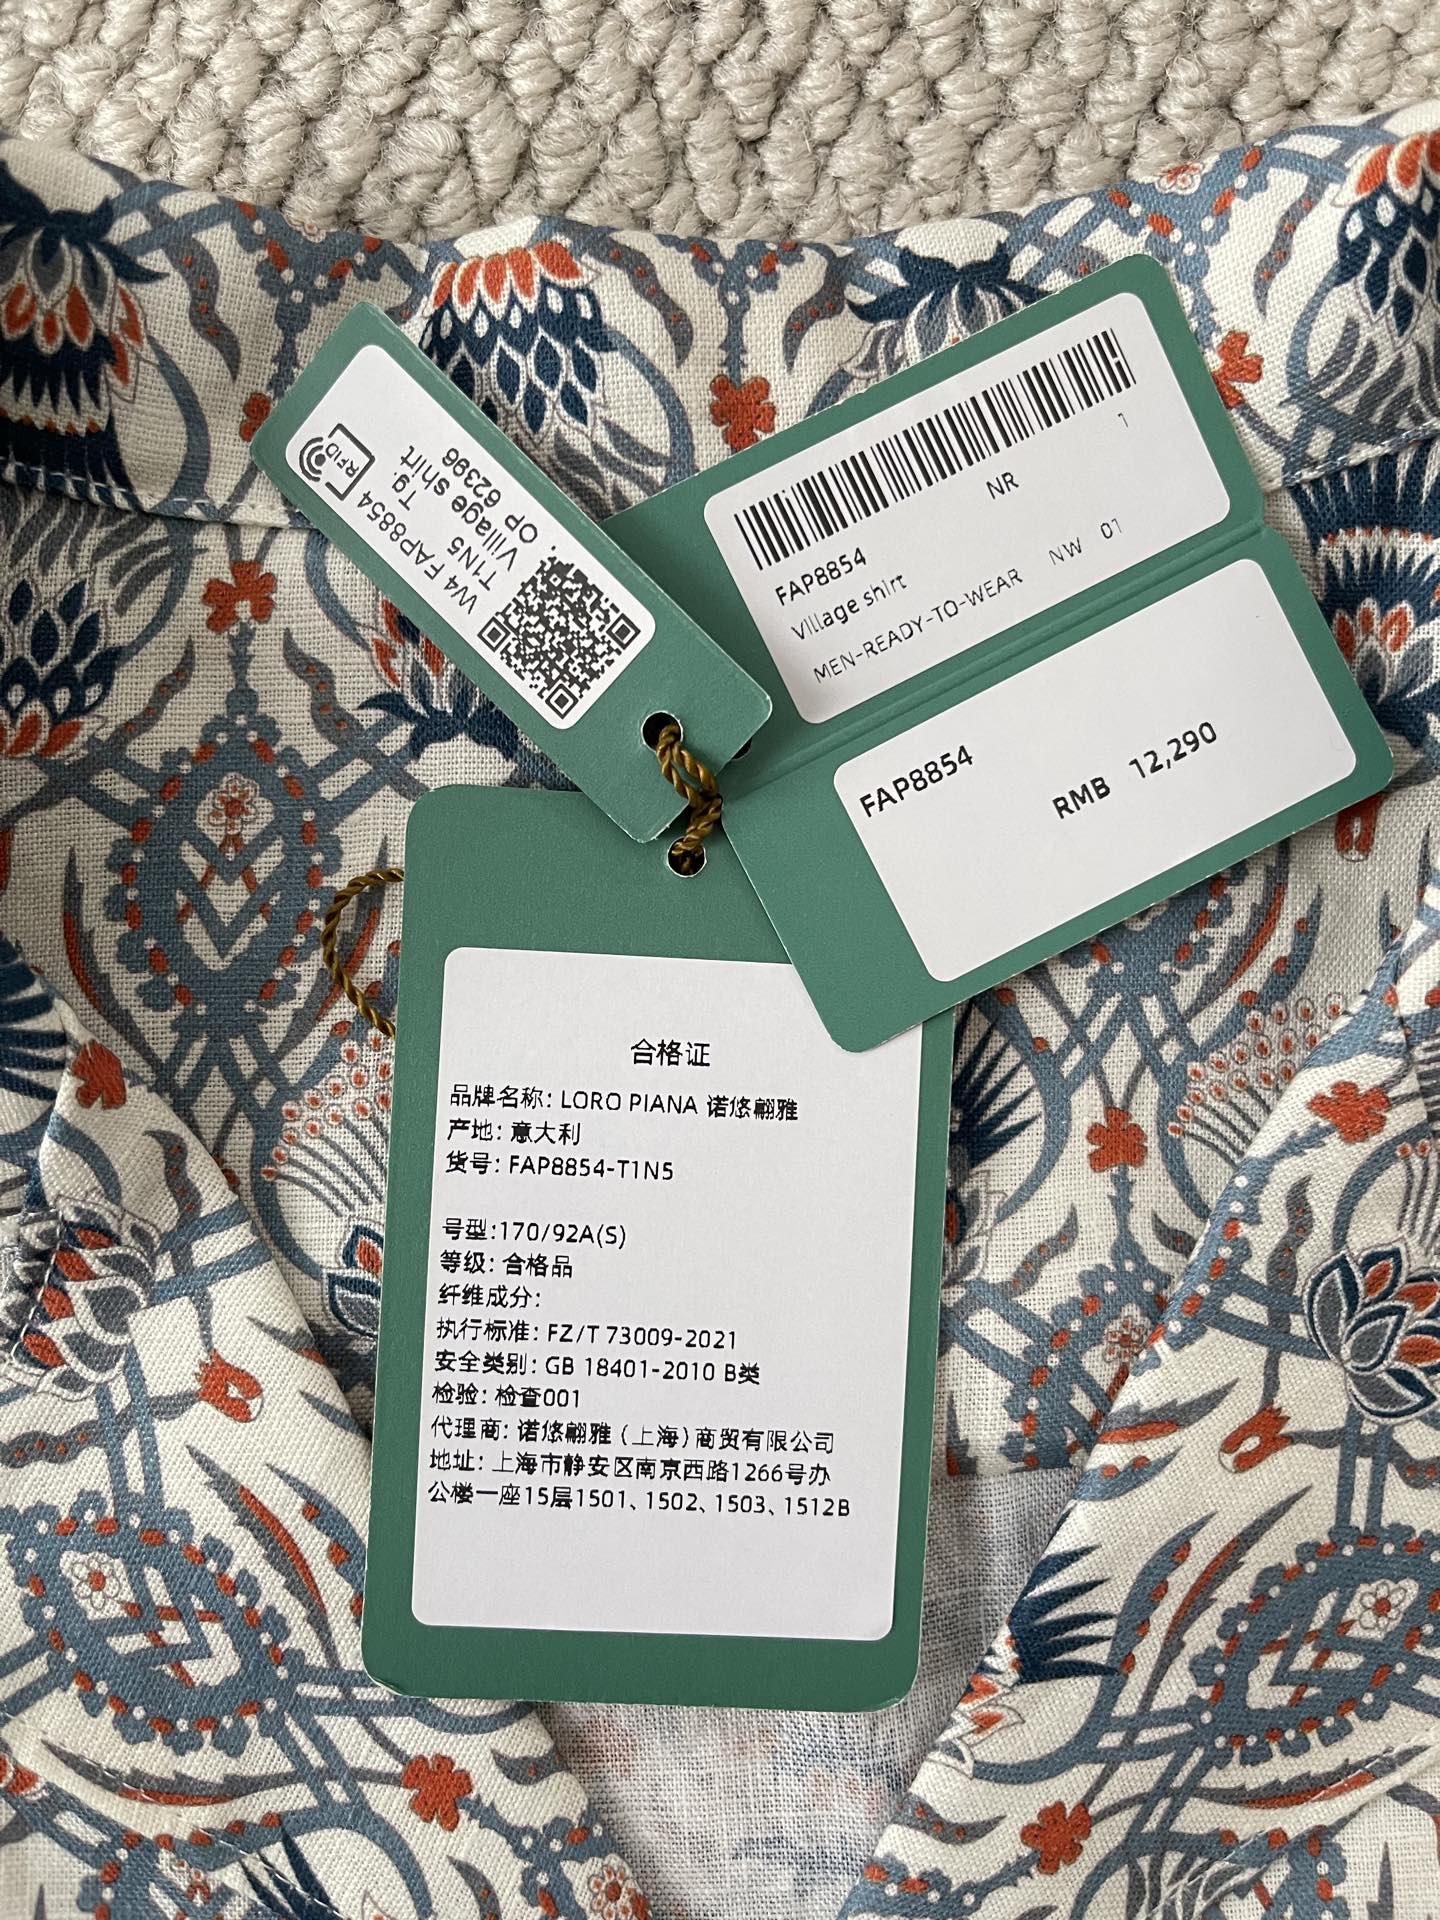 RFID
W4 FAP8854
Tg.
T1N5
Village shirt
OP 62396
1
NR
FAP8854
Village shirt
MEN-READY-TO-WEAR NW 01
FAP8854
RMB 12,290
合格证
品牌名称: LORO PIANA 诺悠翩雅
产地: 意大利
货号: FAP8854-T1N5
号型:170/92A(S)
等级: 合格品
纤维成分:
执行标准: FZ/T 73009-2021
安全类别: GB 18401-2010 B类
检验: 检查001
代理商: 诺悠翩雅 (上海) 商贸有限公司
地址: 上海市静安区南京西路1266号办
公楼一座15层1501、1502、1503、1512B